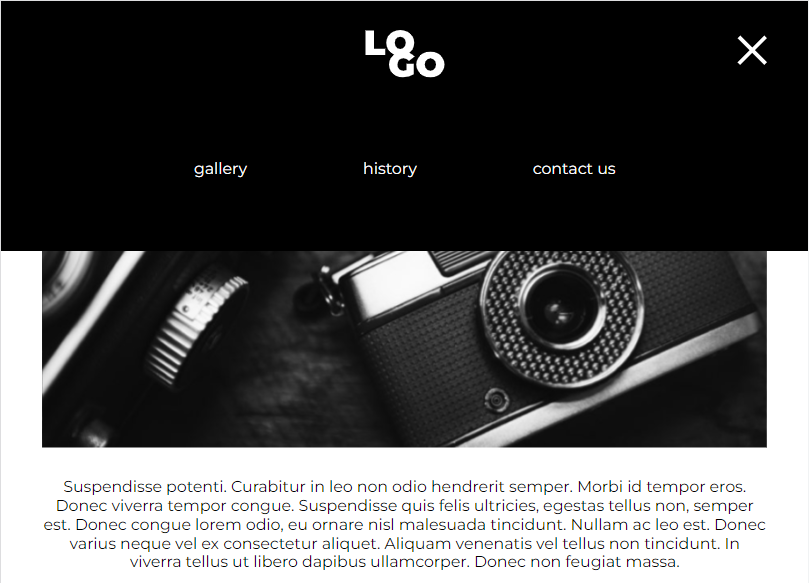 LO
GO
gallery history contact us
Suspendisse potenti. Curabitur in leo non odio hendrerit semper. Morbi id tempor eros.
Donec viverra tempor congue. Suspendisse quis felis ultricies, egestas tellus non, semper
est. Donec congue lorem odio, eu ornare nisl malesuada tincidunt. Nullam ac leo est. Donec
varius neque vel ex consectetur aliquet. Aliquam venenatis vel tellus non tincidunt. In
viverra tellus ut libero dapibus ullamcorper. Donec non feugiat massa.